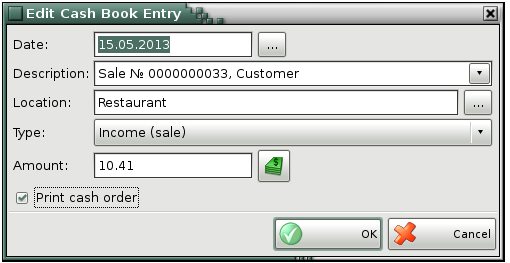 Edit Cash Book Entry
Date: 15.05.2013 ...
Description: Sale № 0000000033, Customer
Location: Restaurant ...
Type: Income (sale)
Amount: 10.41
Print cash order
OK Cancel